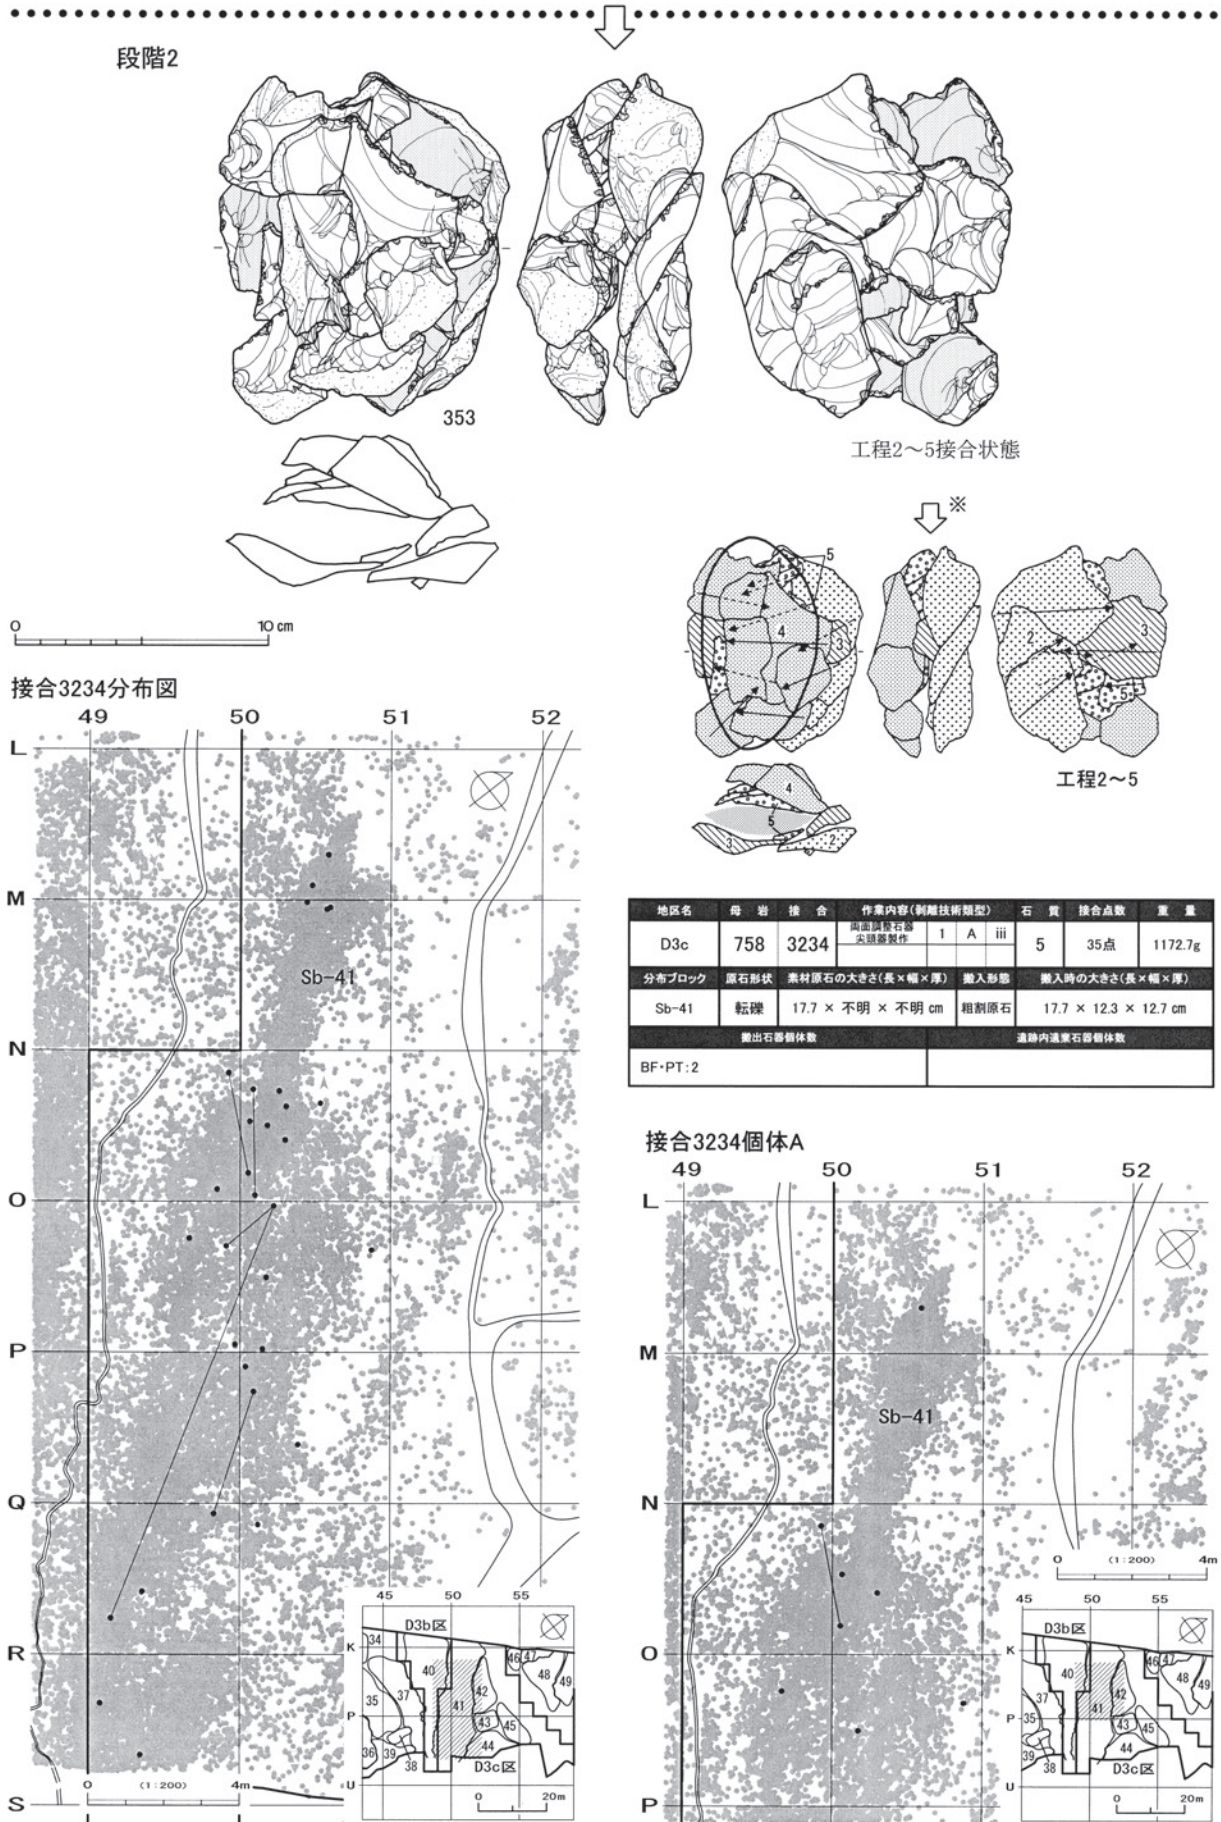 段階2
353
工程2～5接合状態
※
5
4
3
2
3
5
4
5
3
2
工程2～5
0 10 cm
接合3234分布図
49 50 51 52
L
M
Sb-41
N
O
P
Q
R
S
0 (1:200) 4m
45 50 55
D3b区
K
34
40
46 47
48
49
35
37
41
42
P
43
45
36
39
38
44
D3c区
U
0 20m
地区名 母岩 接合 作業内容(剥離技術類型) 石質 接合点数 重量
D3c 758 3234 両面調整石器尖頭器製作 1 A iii 5 35点 1172.7g
分布ブロック 原石形状 素材原石の大きさ(長×幅×厚) 搬入形態 搬入時の大きさ(長×幅×厚)
Sb-41 転礫 17.7 × 不明 × 不明 cm 粗割原石 17.7 × 12.3 × 12.7 cm
搬出石器個体数 遺跡内遺棄石器個体数
BF・PT:2
接合3234個体A
49 50 51 52
L
M
Sb-41
N
O
P
0 (1:200) 4m
45 50 55
D3b区
K
40
46 47
48
49
37
35
41
42
P
43
45
39
38
44
D3c区
U
0 20m